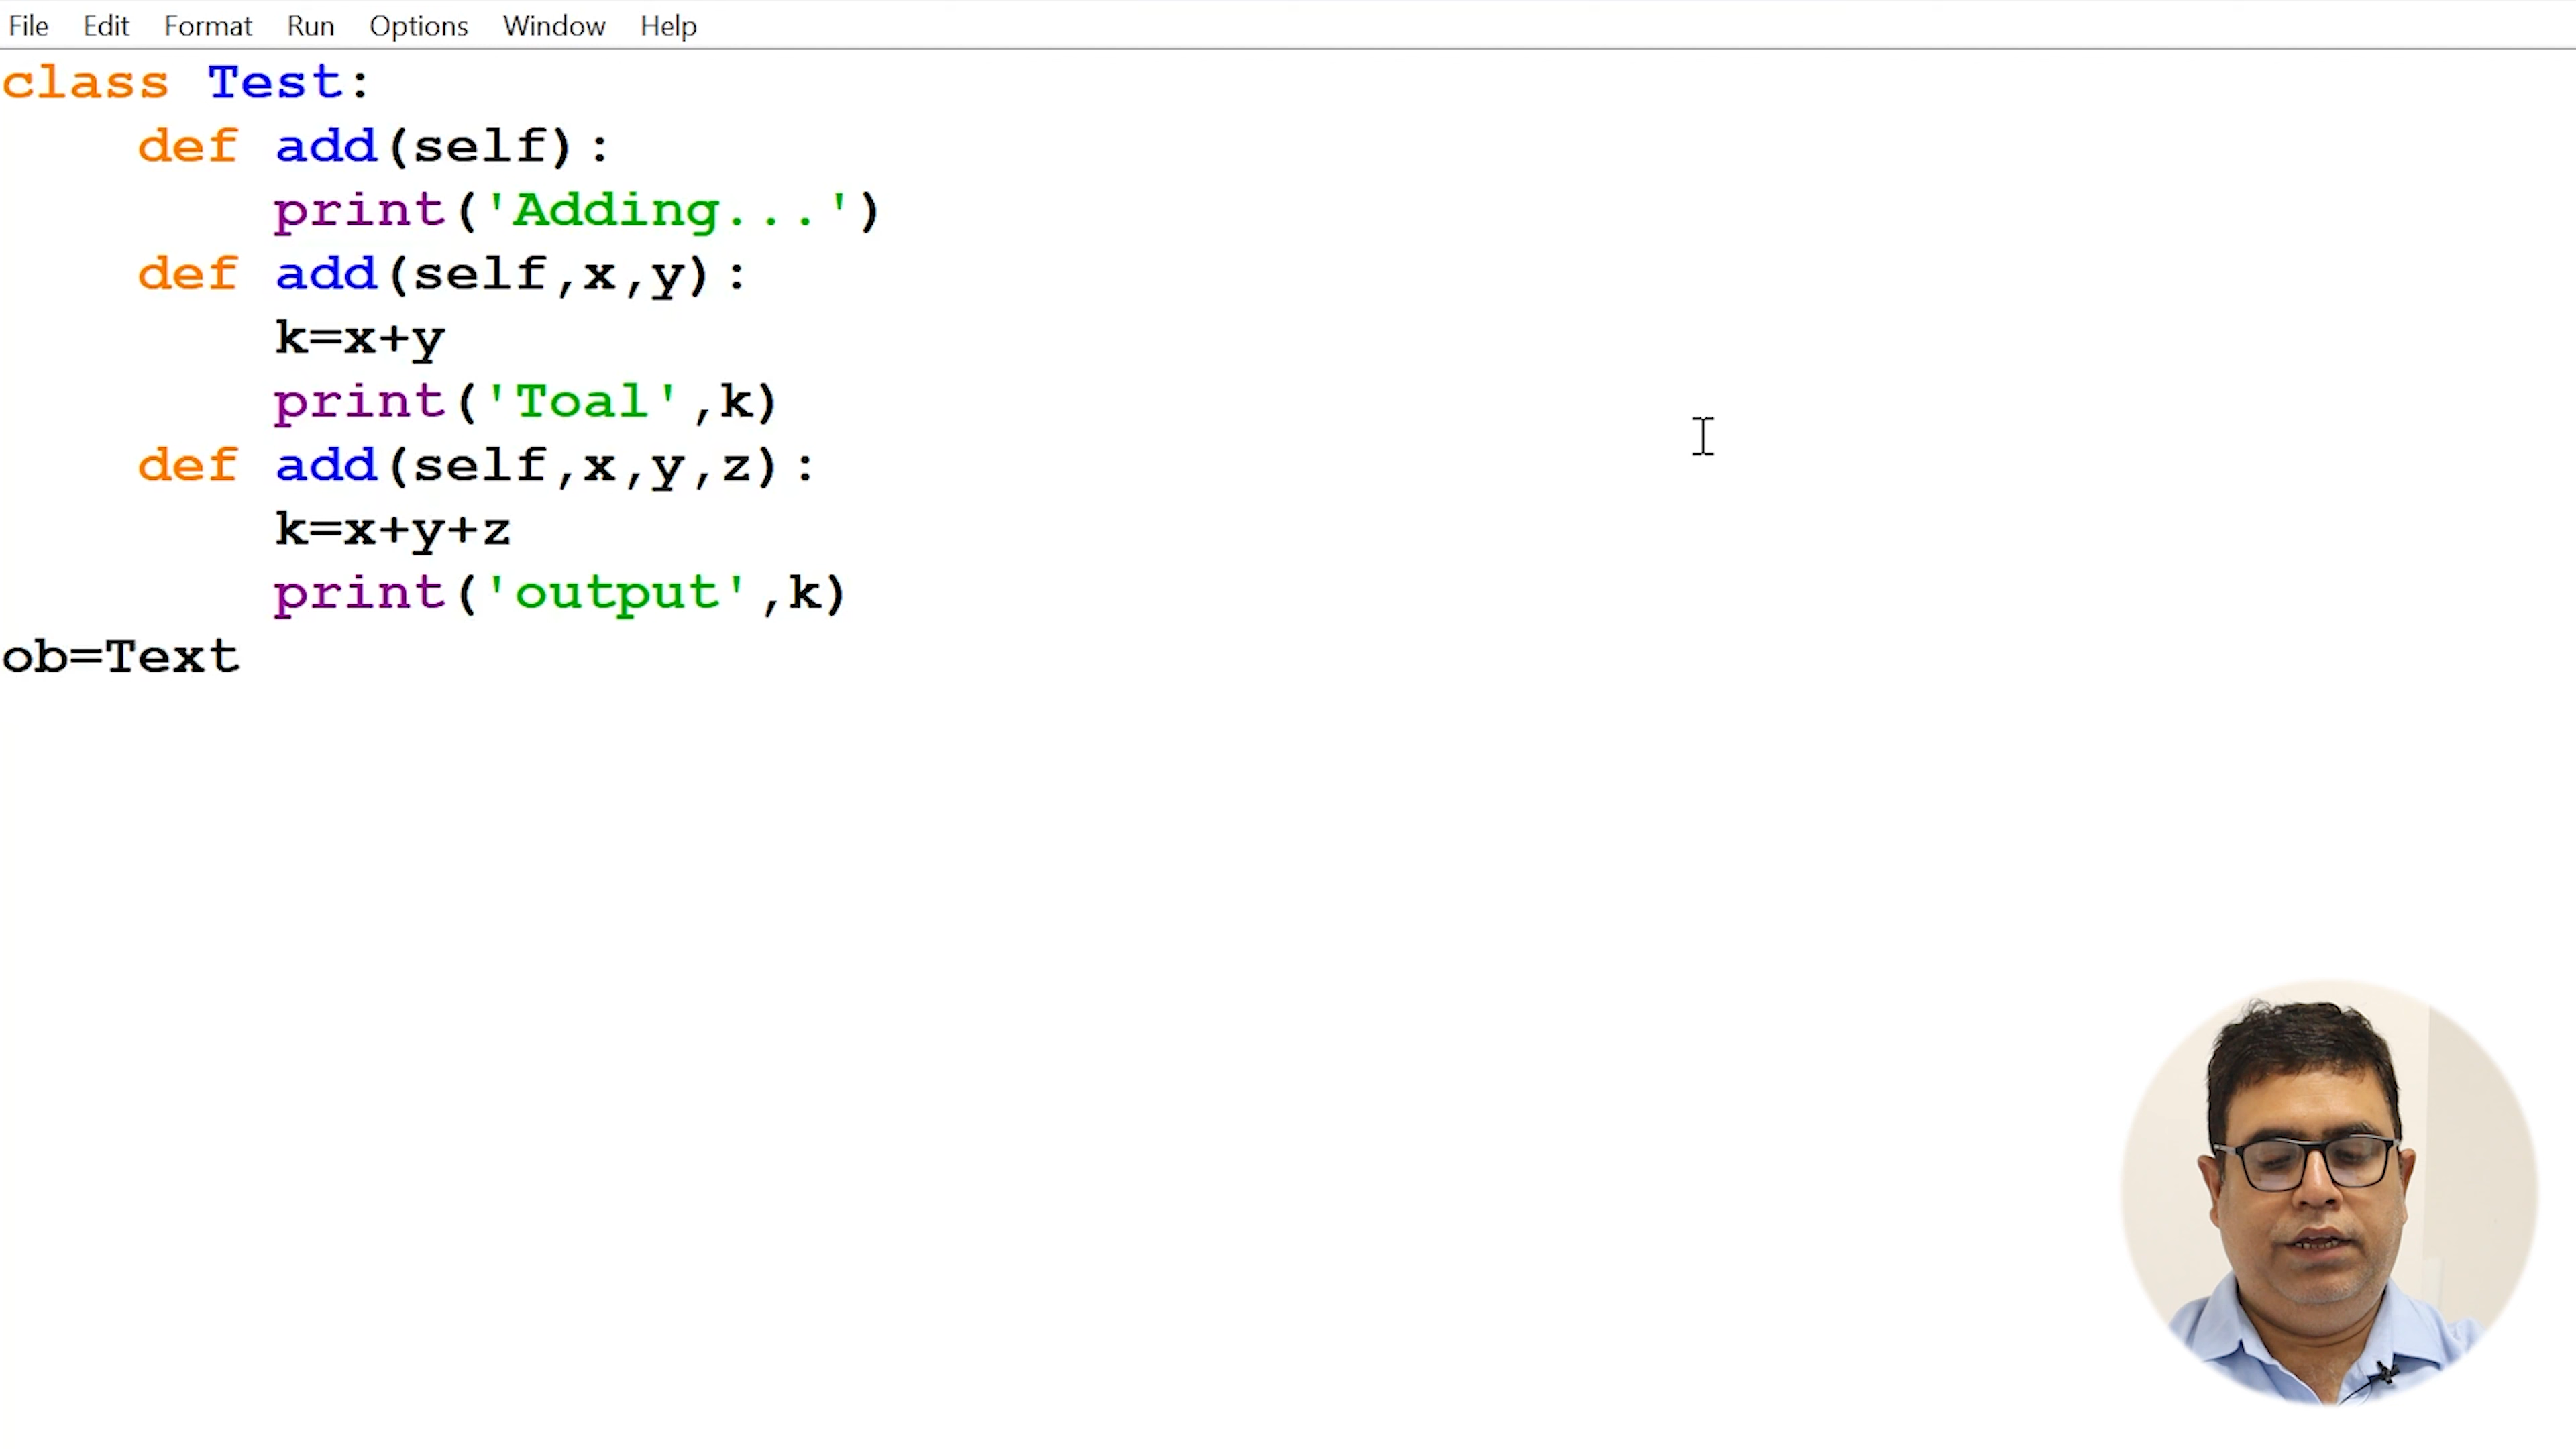 File Edit Format Run Options Window Help
class Test:
    def add(self):
        print('Adding...')
    def add(self,x,y):
        k=x+y
        print('Toal',k)
    def add(self,x,y,z):
        k=x+y+z
        print('output',k)
ob=Text